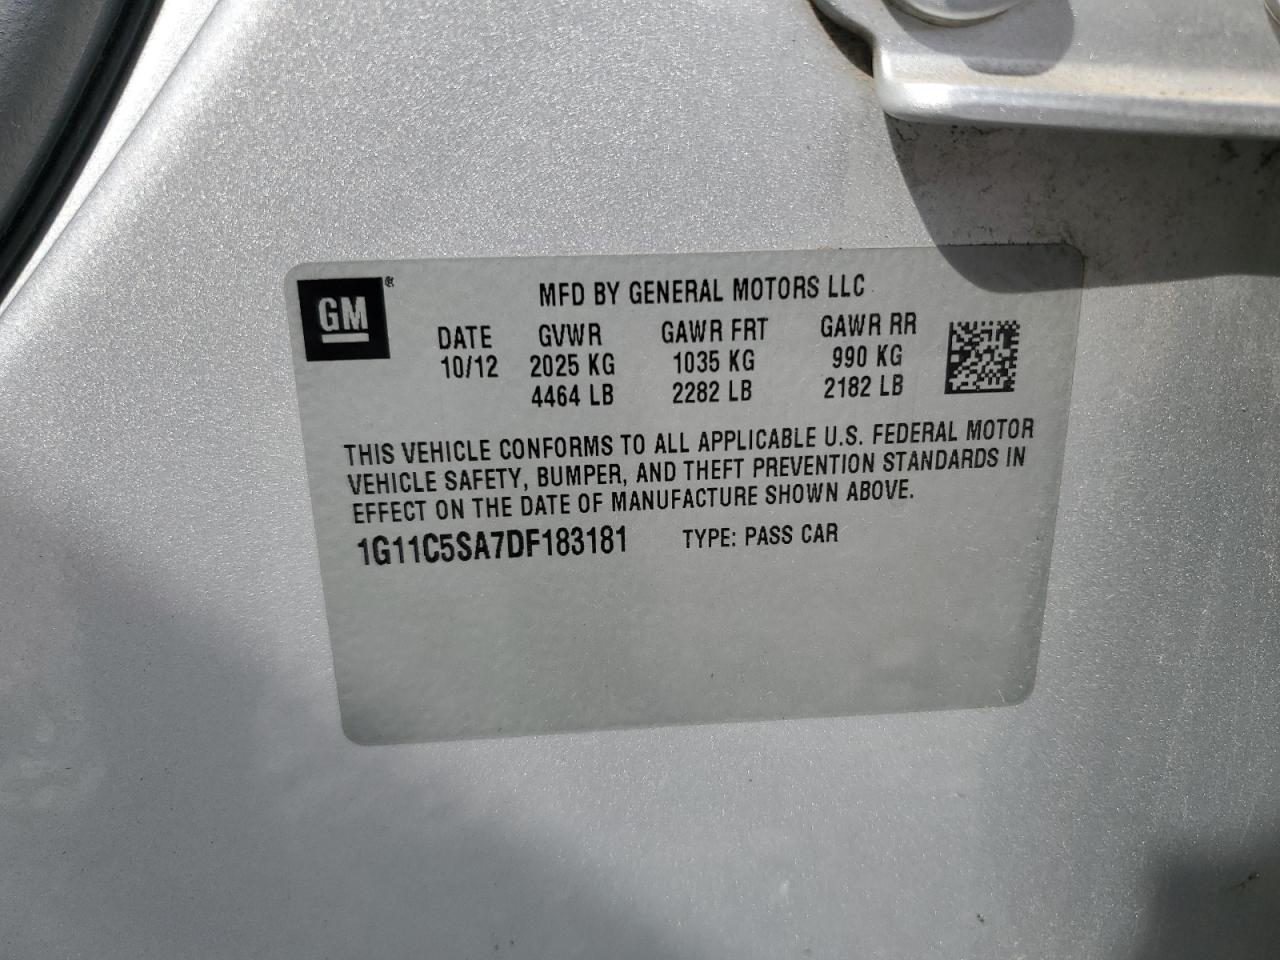 GM®
MFD BY GENERAL MOTORS LLC
DATE GVWR GAWR FRT GAWR RR
10/12 2025 KG 1035 KG 990 KG
4464 LB 2282 LB 2182 LB
THIS VEHICLE CONFORMS TO ALL APPLICABLE U.S. FEDERAL MOTOR
VEHICLE SAFETY, BUMPER, AND THEFT PREVENTION STANDARDS IN
EFFECT ON THE DATE OF MANUFACTURE SHOWN ABOVE.
1G11C5SA7DF183181 TYPE: PASS CAR